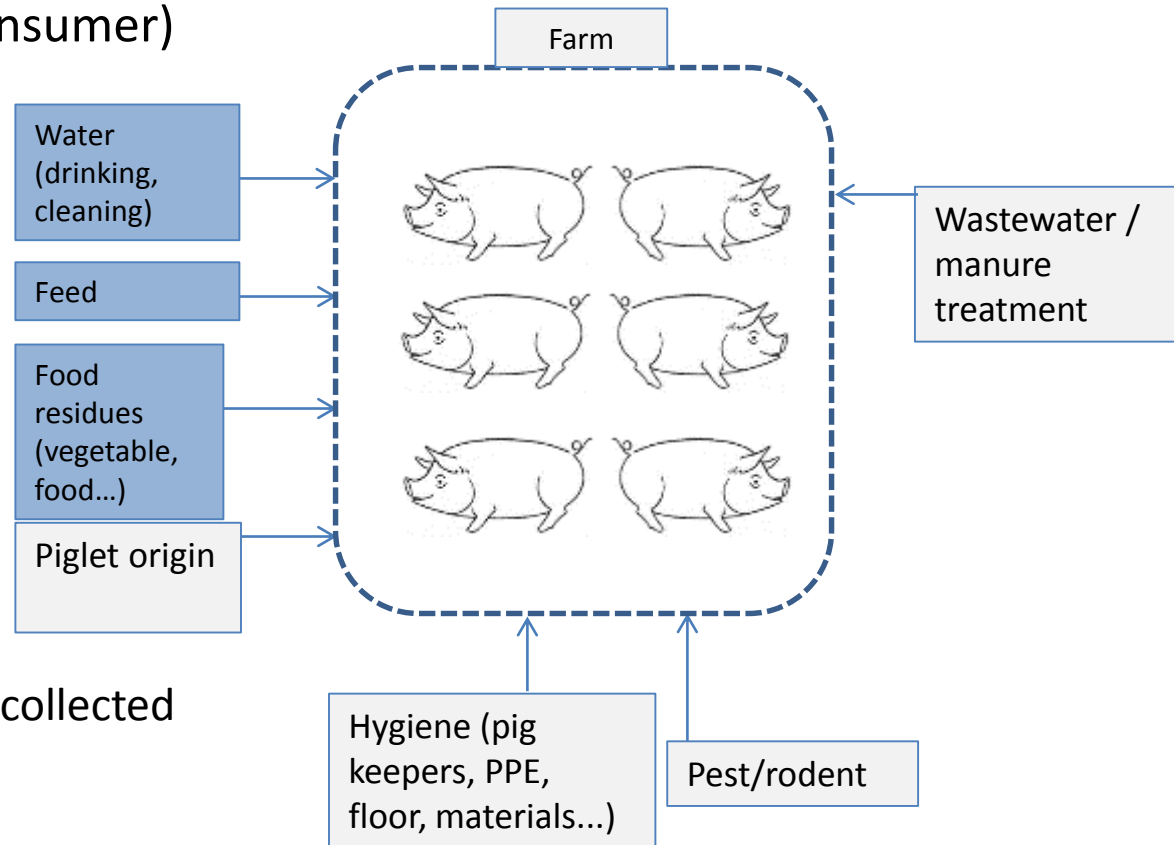 nsumer)
Farm
Water
(drinking,
cleaning)
Feed
Food
residues
(vegetable,
food…)
Piglet origin
Wastewater /
manure
treatment
collected
Hygiene (pig
keepers, PPE,
floor, materials...)
Pest/rodent